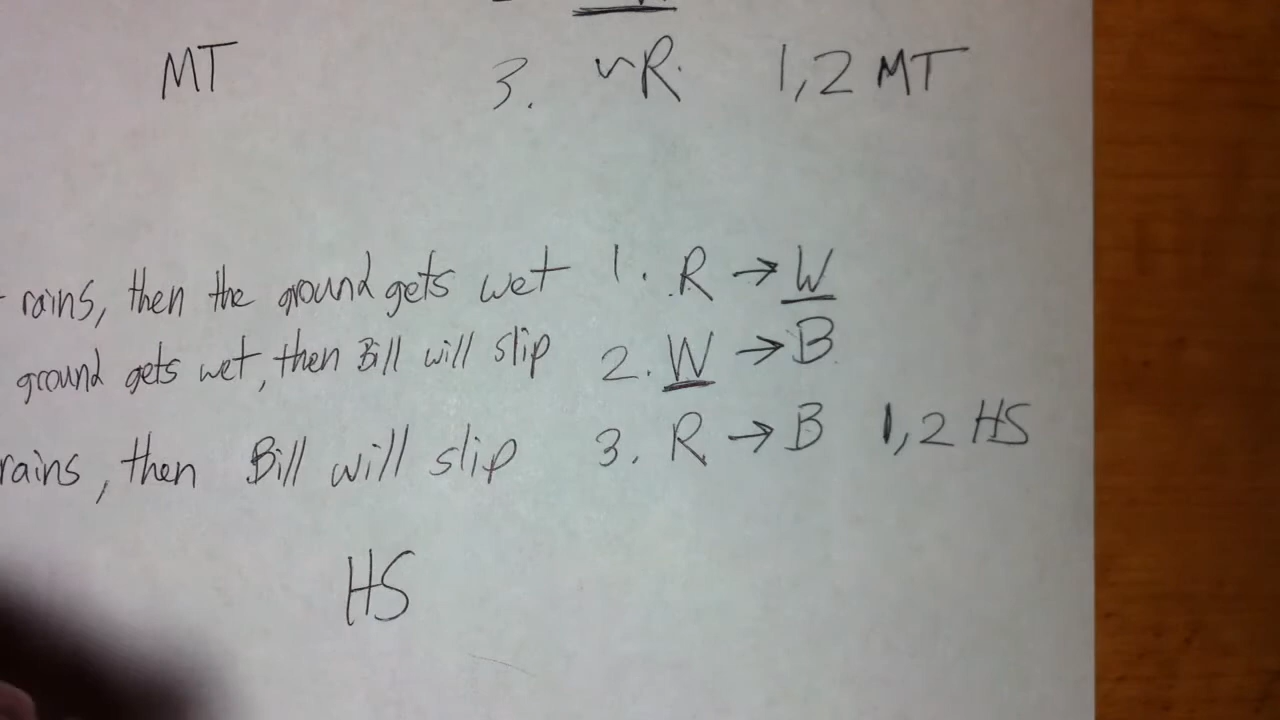 MT 3. ~R 1,2 MT
rains, then the ground gets wet 1. R → W
ground gets wet, then Bill will slip 2. W → B
rains, then Bill will slip 3. R → B 1,2 HS
HS